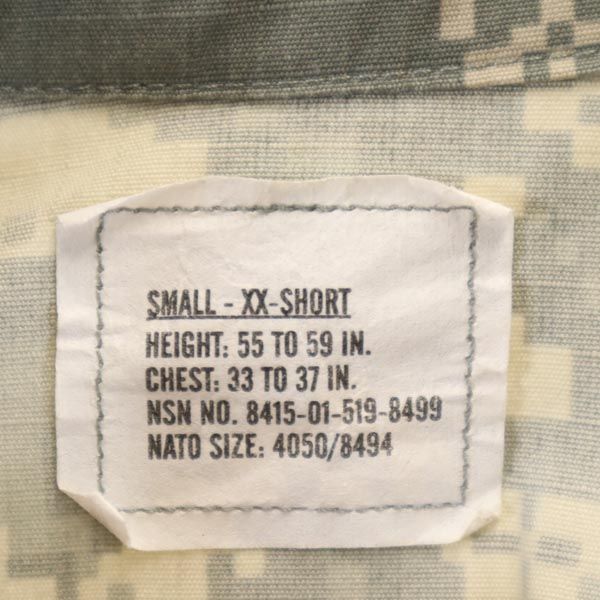 SMALL - XX-SHORT
HEIGHT: 55 TO 59 IN.
CHEST: 33 TO 37 IN.
NSN NO. 8415-01-519-8499
NATO SIZE: 4050/8494